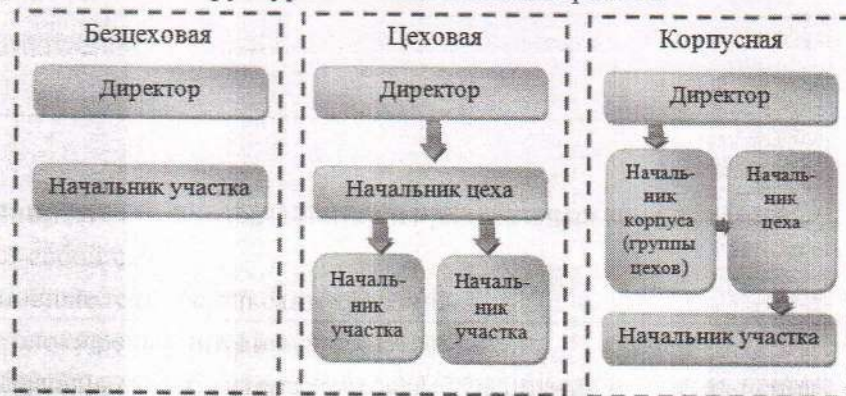 Безцеховая
Директор
Начальник участка
Цеховая
Директор
Начальник цеха
Началь-
ник
участка
Началь-
ник
участка
Корпусная
Директор
Началь-
ник
корпуса
(группы
цехов)
Началь-
ник
цеха
Начальник участка